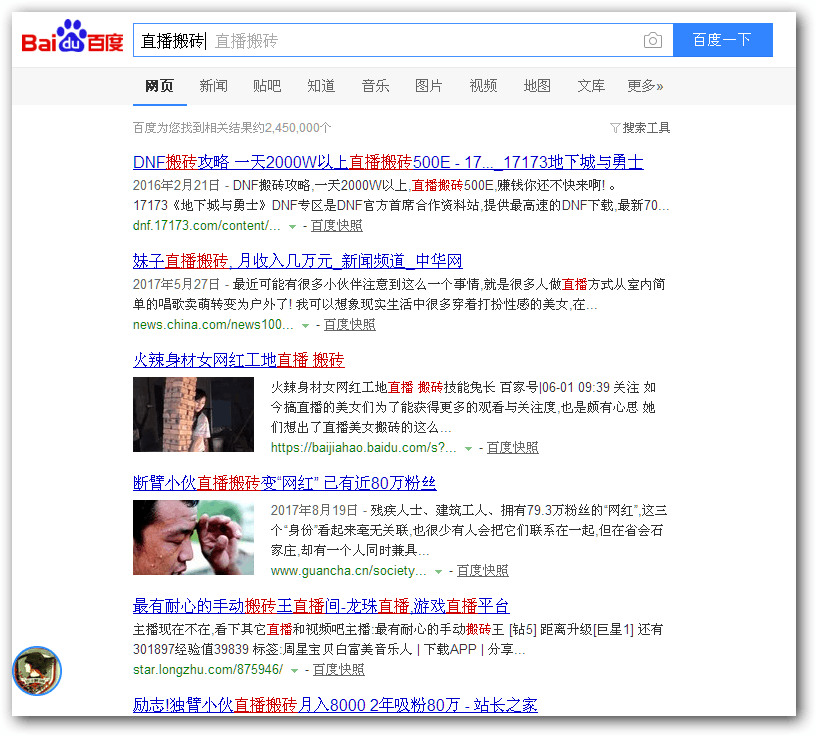 Bai du 百度
直播搬砖 直播搬砖
百度一下
网页 新闻 贴吧 知道 音乐 图片 视频 地图 文库 更多»
百度为您找到相关结果约2,450,000个 搜索工具
DNF搬砖攻略 一天2000W以上直播搬砖500E - 17..._17173地下城与勇士
2016年2月21日 - DNF搬砖攻略,一天2000W以上,直播搬砖500E,赚钱你还不快来啊! 。
17173《地下城与勇士》DNF专区是DNF官方首席合作资料站,提供最高速的DNF下载,最新70...
dnf.17173.com/content/... - 百度快照
妹子直播搬砖, 月收入几万元_新闻频道_中华网
2017年5月27日 - 最近可能有很多小伙伴注意到这么一个事情,就是很多人做直播方式从室内简
单的唱歌卖萌转变为户外了! 我可以想象现实生活中很多穿着打扮性感的美女,在...
news.china.com/news100... - 百度快照
火辣身材女网红工地直播 搬砖
火辣身材女网红工地直播 搬砖技能兔长 百家号|06-01 09:39 关注 如
今搞直播的美女们为了能获得更多的观看与关注度,也是颇有心思 她
们想出了直播美女搬砖的这么...
https://baijiahao.baidu.com/s?... - 百度快照
断臂小伙直播搬砖变“网红” 已有近80万粉丝
2017年8月19日 - 残疾人士、建筑工人、拥有79.3万粉丝的“网红”,这三
个“身份”看起来毫无关联,也很少有人会把它们联系在一起,但在省会石
家庄,却有一个人同时兼具...
www.guancha.cn/society... - 百度快照
最有耐心的手动搬砖王直播间-龙珠直播,游戏直播平台
主播现在不在,看下其它直播和视频吧主播:最有耐心的手动搬砖王 [钻5] 距离升级[巨星1] 还有
301897经验值39839 标签:周星宝贝白富美音乐人 | 下载APP | 分享...
star.longzhu.com/875946/ - 百度快照
励志!独臂小伙直播搬砖月入8000 2年吸粉80万 - 站长之家